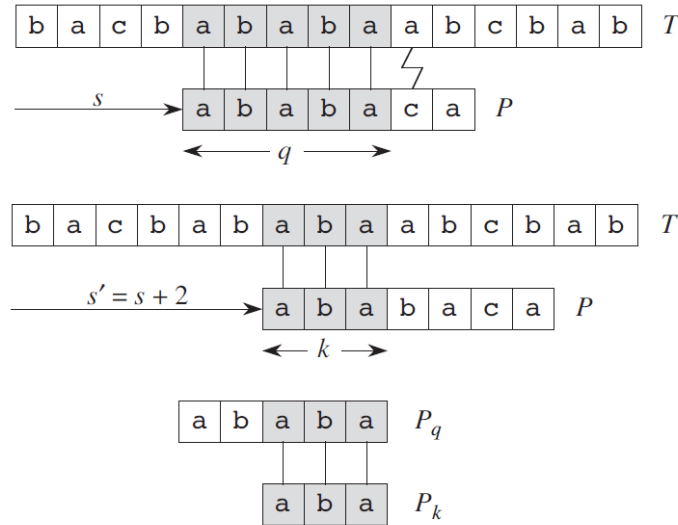 b a c b a b a b a a b c b a b T
s a b a b a c a P
q
b a c b a b a b a a b c b a b T
s′ = s + 2 a b a b a c a P
k
a b a b a P_q
a b a P_k